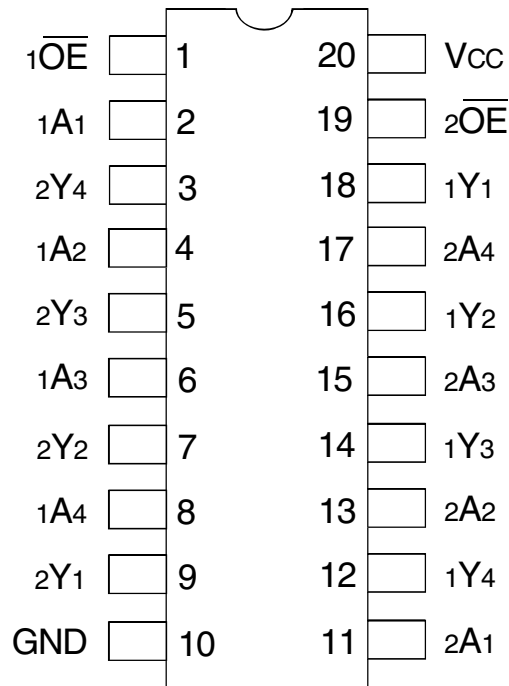 1OE 1 20 VCC
1A1 2 19 2OE
2Y4 3 18 1Y1
1A2 4 17 2A4
2Y3 5 16 1Y2
1A3 6 15 2A3
2Y2 7 14 1Y3
1A4 8 13 2A2
2Y1 9 12 1Y4
GND 10 11 2A1